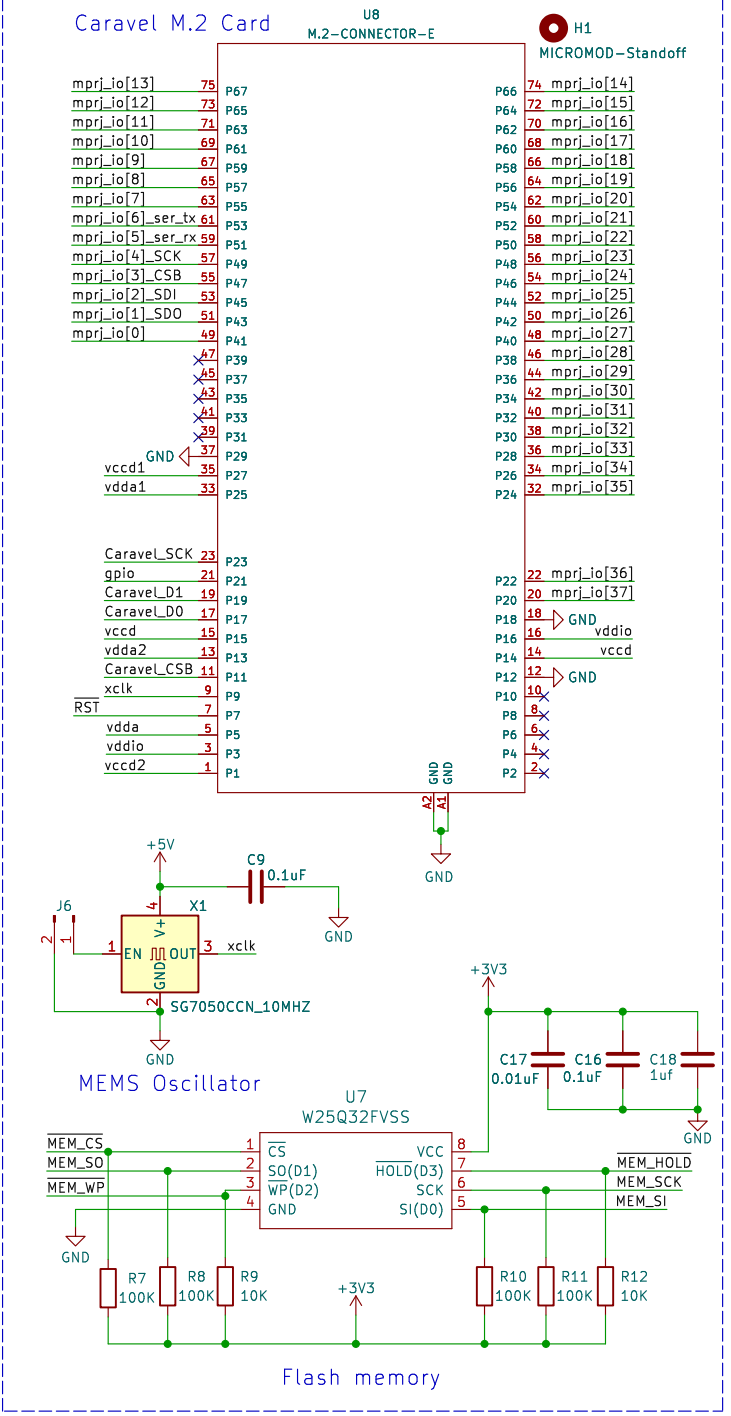 Caravel M.2 Card
U8
M.2-CONNECTOR-E
H1
MICROMOD-Standoff
mprj_io[13] 75 P67 P66 74 mprj_io[14]
mprj_io[12] 73 P65 P64 72 mprj_io[15]
mprj_io[11] 71 P63 P62 70 mprj_io[16]
mprj_io[10] 69 P61 P60 68 mprj_io[17]
mprj_io[9] 67 P59 P58 66 mprj_io[18]
mprj_io[8] 65 P57 P56 64 mprj_io[19]
mprj_io[7] 63 P55 P54 62 mprj_io[20]
mprj_io[6]_ser_tx 61 P53 P52 60 mprj_io[21]
mprj_io[5]_ser_rx 59 P51 P50 58 mprj_io[22]
mprj_io[4]_SCK 57 P49 P48 56 mprj_io[23]
mprj_io[3]_CSB 55 P47 P46 54 mprj_io[24]
mprj_io[2]_SDI 53 P45 P44 52 mprj_io[25]
mprj_io[1]_SDO 51 P43 P42 50 mprj_io[26]
mprj_io[0] 49 P41 P40 48 mprj_io[27]
47 P39 P38 46 mprj_io[28]
45 P37 P36 44 mprj_io[29]
43 P35 P34 42 mprj_io[30]
41 P33 P32 40 mprj_io[31]
39 P31 P30 38 mprj_io[32]
GND 37 P29 P28 36 mprj_io[33]
vccd1 35 P27 P26 34 mprj_io[34]
vdda1 33 P25 P24 32 mprj_io[35]
Caravel_SCK 23 P23
gpio 21 P21 P22 22 mprj_io[36]
Caravel_D1 19 P19 P20 20 mprj_io[37]
Caravel_D0 17 P17 P18 18 GND
vccd 15 P15 P16 16 vddio
vdda2 13 P13 P14 14 vccd
Caravel_CSB 11 P11 P12 12 GND
xclk 9 P9 P10 10
RST 7 P7 P8 8
vdda 5 P5 P6 6
vddio 3 P3 P4 4
vccd2 1 P1 P2 2
GND GND
A2 A1
GND
+5V
C9
0.1uF
GND
J6
2 1
4
X1
V+
1 EN OUT 3 xclk
GND
2
SG7050CCN_10MHZ
GND
MEMS Oscillator
+3V3
C17
0.01uF
C16
0.1uF
C18
1uf
GND
U7
W25Q32FVSS
MEM_CS 1 CS VCC 8
MEM_SO 2 SO(D1) HOLD(D3) 7 MEM_HOLD
MEM_WP 3 WP(D2) SCK 6 MEM_SCK
4 GND SI(D0) 5 MEM_SI
GND
R7
100K
R8
100K
R9
10K
+3V3
R10
100K
R11
100K
R12
10K
Flash memory